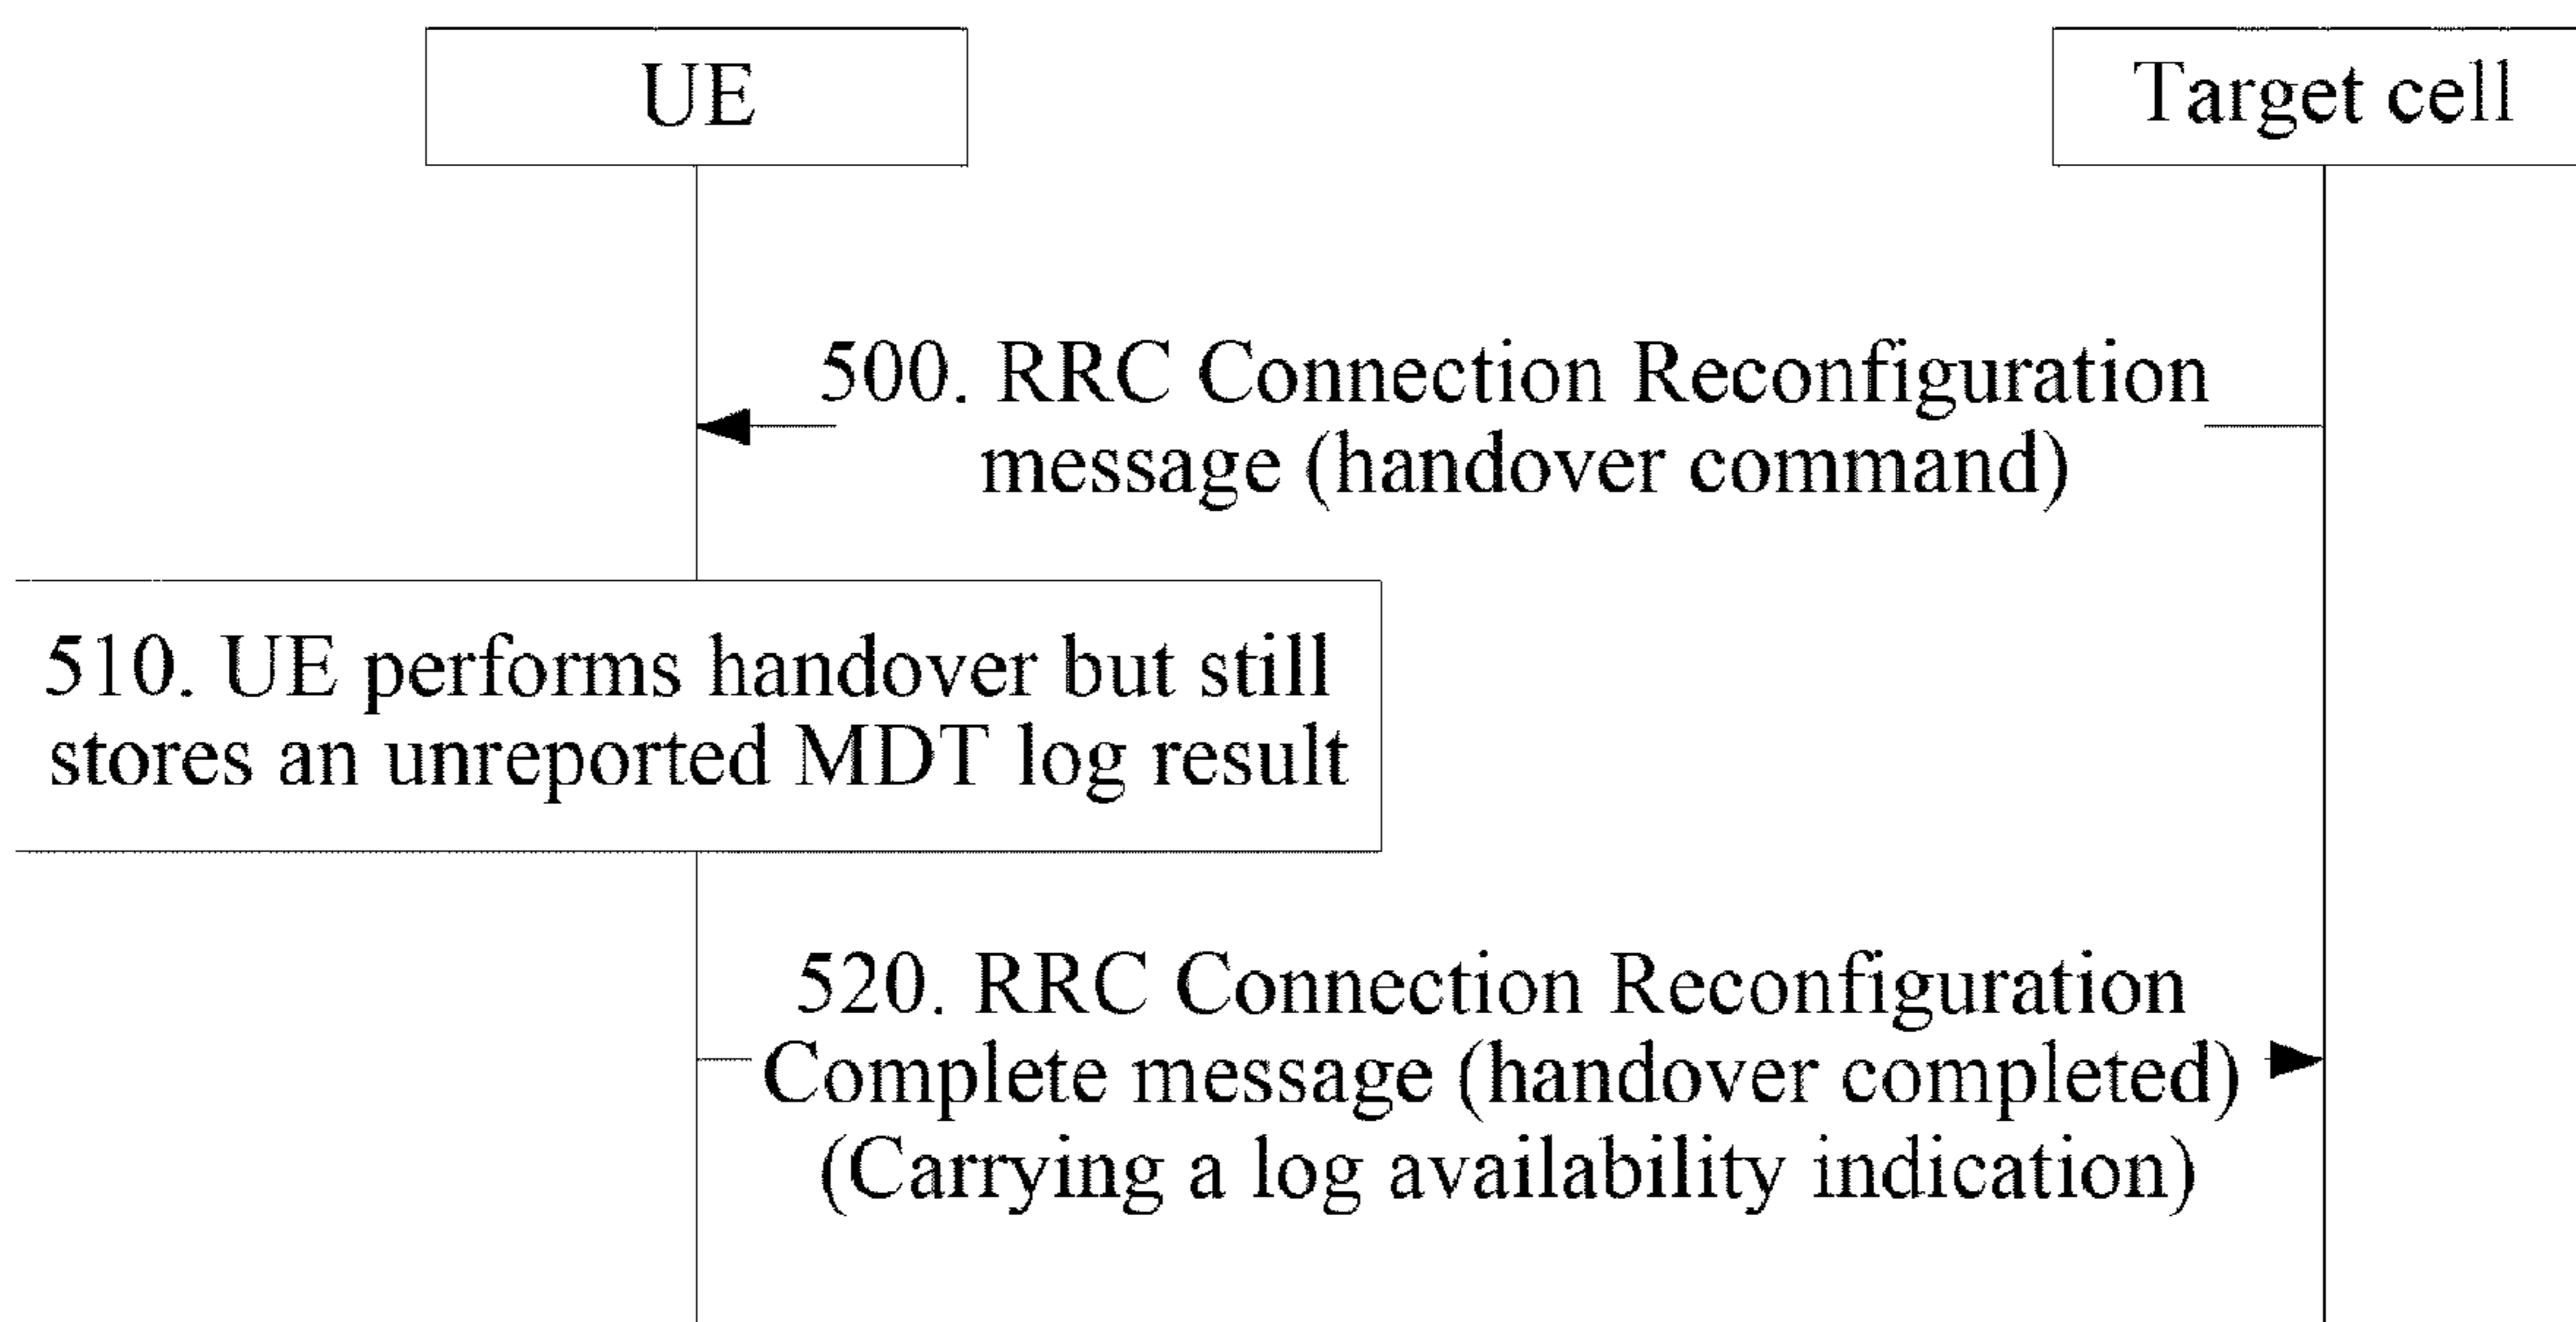 UE
Target cell
500. RRC Connection Reconfiguration
message (handover command)
510. UE performs handover but still
stores an unreported MDT log result
520. RRC Connection Reconfiguration
Complete message (handover completed)
(Carrying a log availability indication)